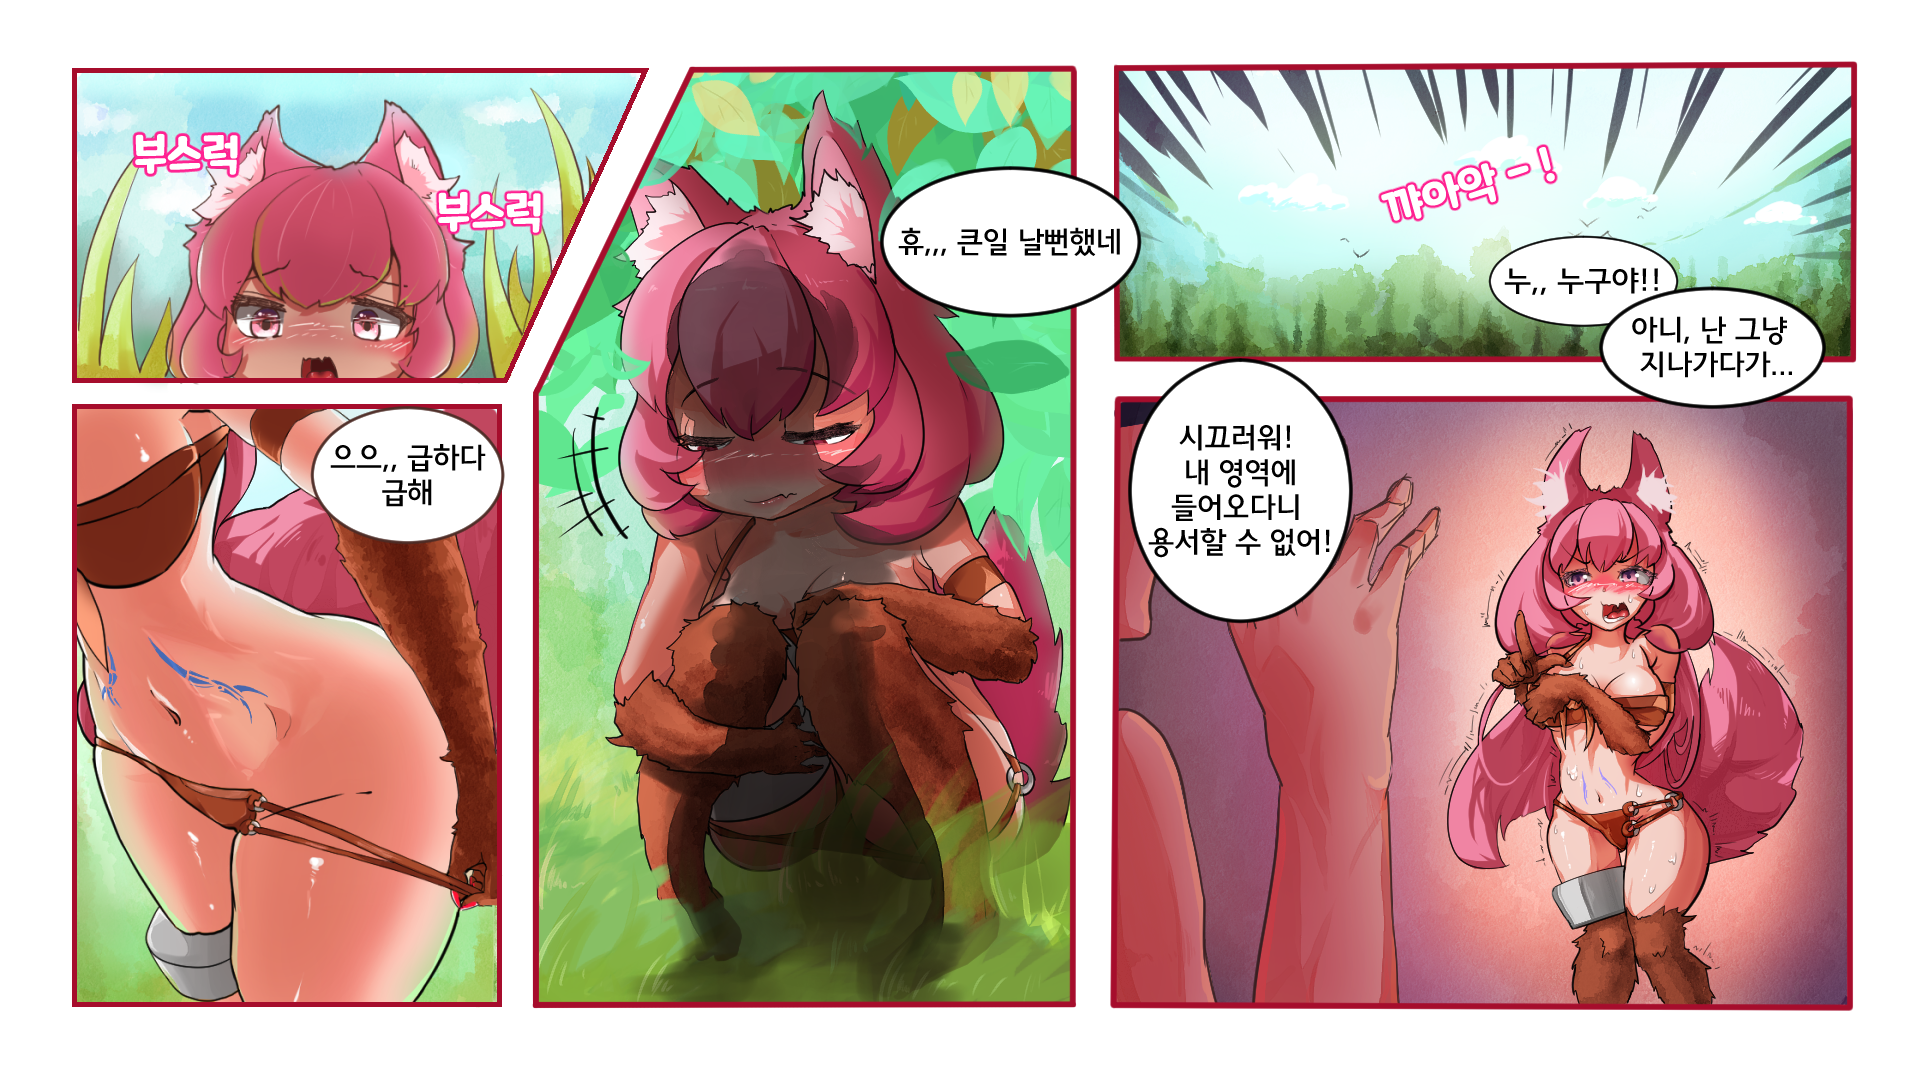 부스럭
부스럭
으으,, 급하다
급해
휴,,, 큰일 날뻔했네
꺄아악 - !
누,, 누구야!!
아니, 난 그냥
지나가다가...
시끄러워!
내 영역에
들어오다니
용서할 수 없어!